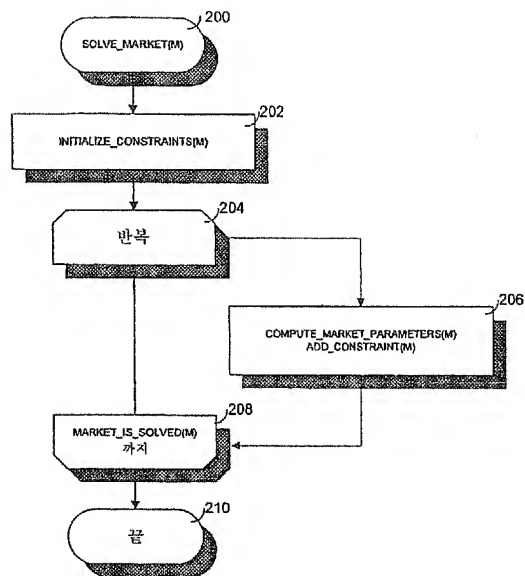 200
SOLVE_MARKET(M)
202
INITIALIZE_CONSTRAINTS(M)
204
반복
206
COMPUTE_MARKET_PARAMETERS(M)
ADD_CONSTRAINT(M)
208
MARKET_IS_SOLVED(M)
까지
210
끝